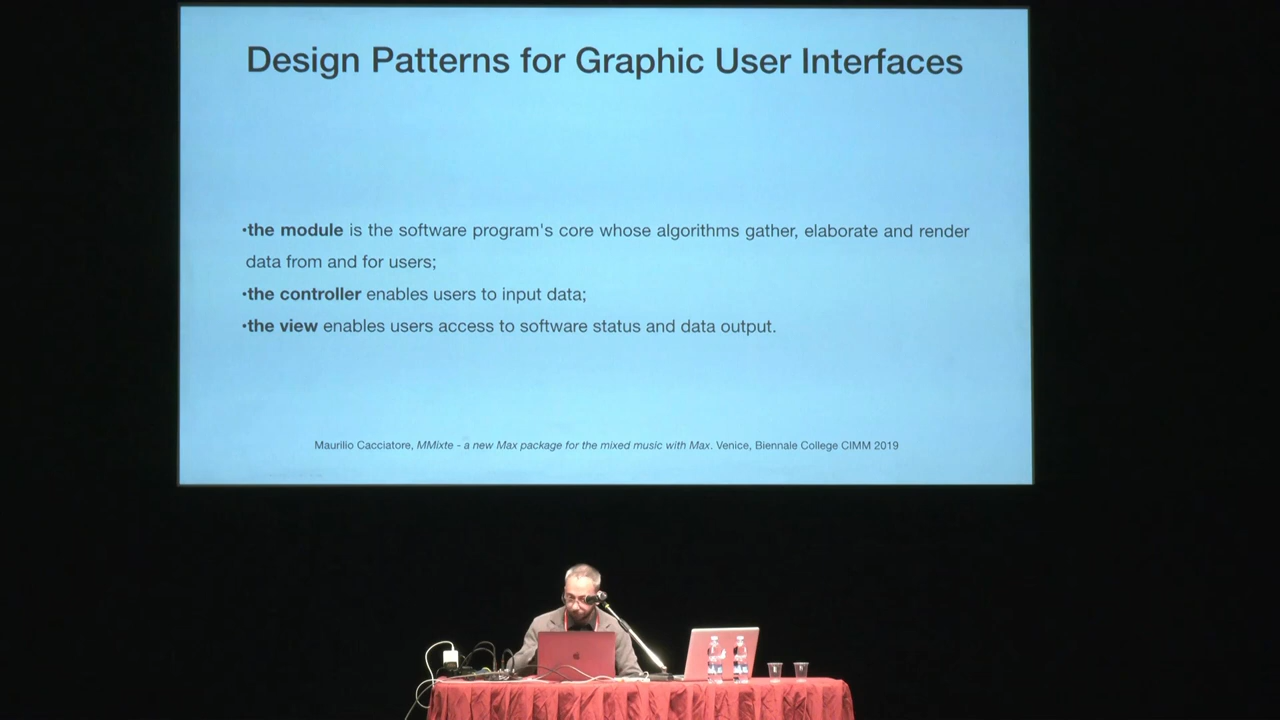 Design Patterns for Graphic User Interfaces
•the module is the software program's core whose algorithms gather, elaborate and render
data from and for users;
•the controller enables users to input data;
•the view enables users access to software status and data output.
Maurilio Cacciatore, MMixte - a new Max package for the mixed music with Max. Venice, Biennale College CIMM 2019